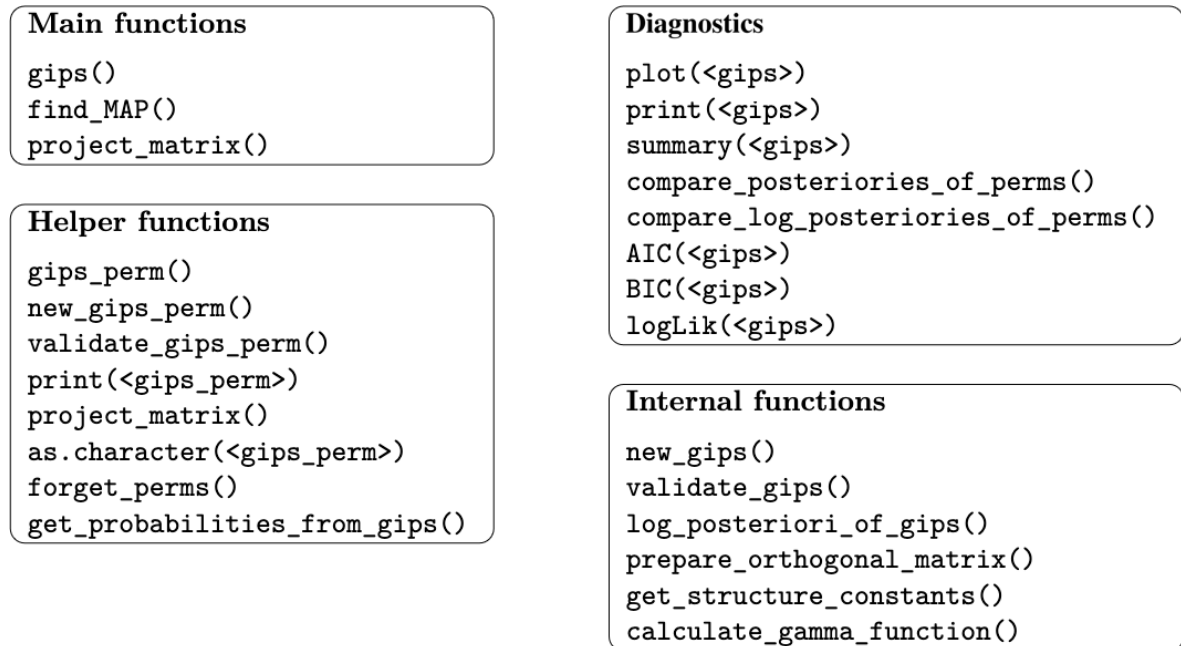 Main functions
gips()
find_MAP()
project_matrix()
Helper functions
gips_perm()
new_gips_perm()
validate_gips_perm()
print(<gips_perm>)
project_matrix()
as.character(<gips_perm>)
forget_perms()
get_probabilities_from_gips()
Diagnostics
plot(<gips>)
print(<gips>)
summary(<gips>)
compare_posteriories_of_perms()
compare_log_posteriories_of_perms()
AIC(<gips>)
BIC(<gips>)
logLik(<gips>)
Internal functions
new_gips()
validate_gips()
log_posteriori_of_gips()
prepare_orthogonal_matrix()
get_structure_constants()
calculate_gamma_function()